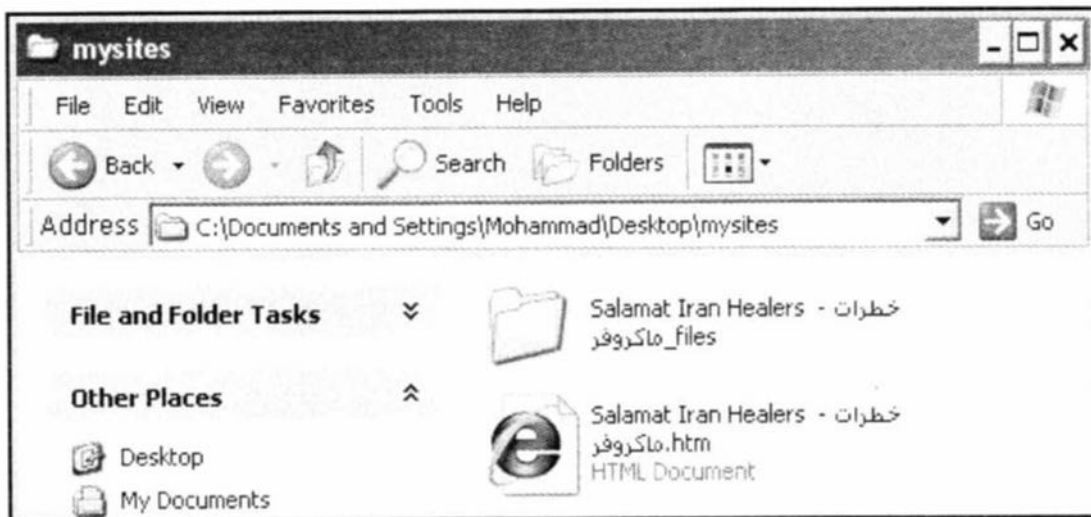 mysites
File Edit View Favorites Tools Help
Back Search Folders
Address C:\Documents and Settings\Mohammad\Desktop\mysites Go
File and Folder Tasks
Other Places
Desktop
My Documents
Salamat Iran Healers - خطرات
ماکروفر_files
Salamat Iran Healers - خطرات
ماکروفر.htm
HTML Document